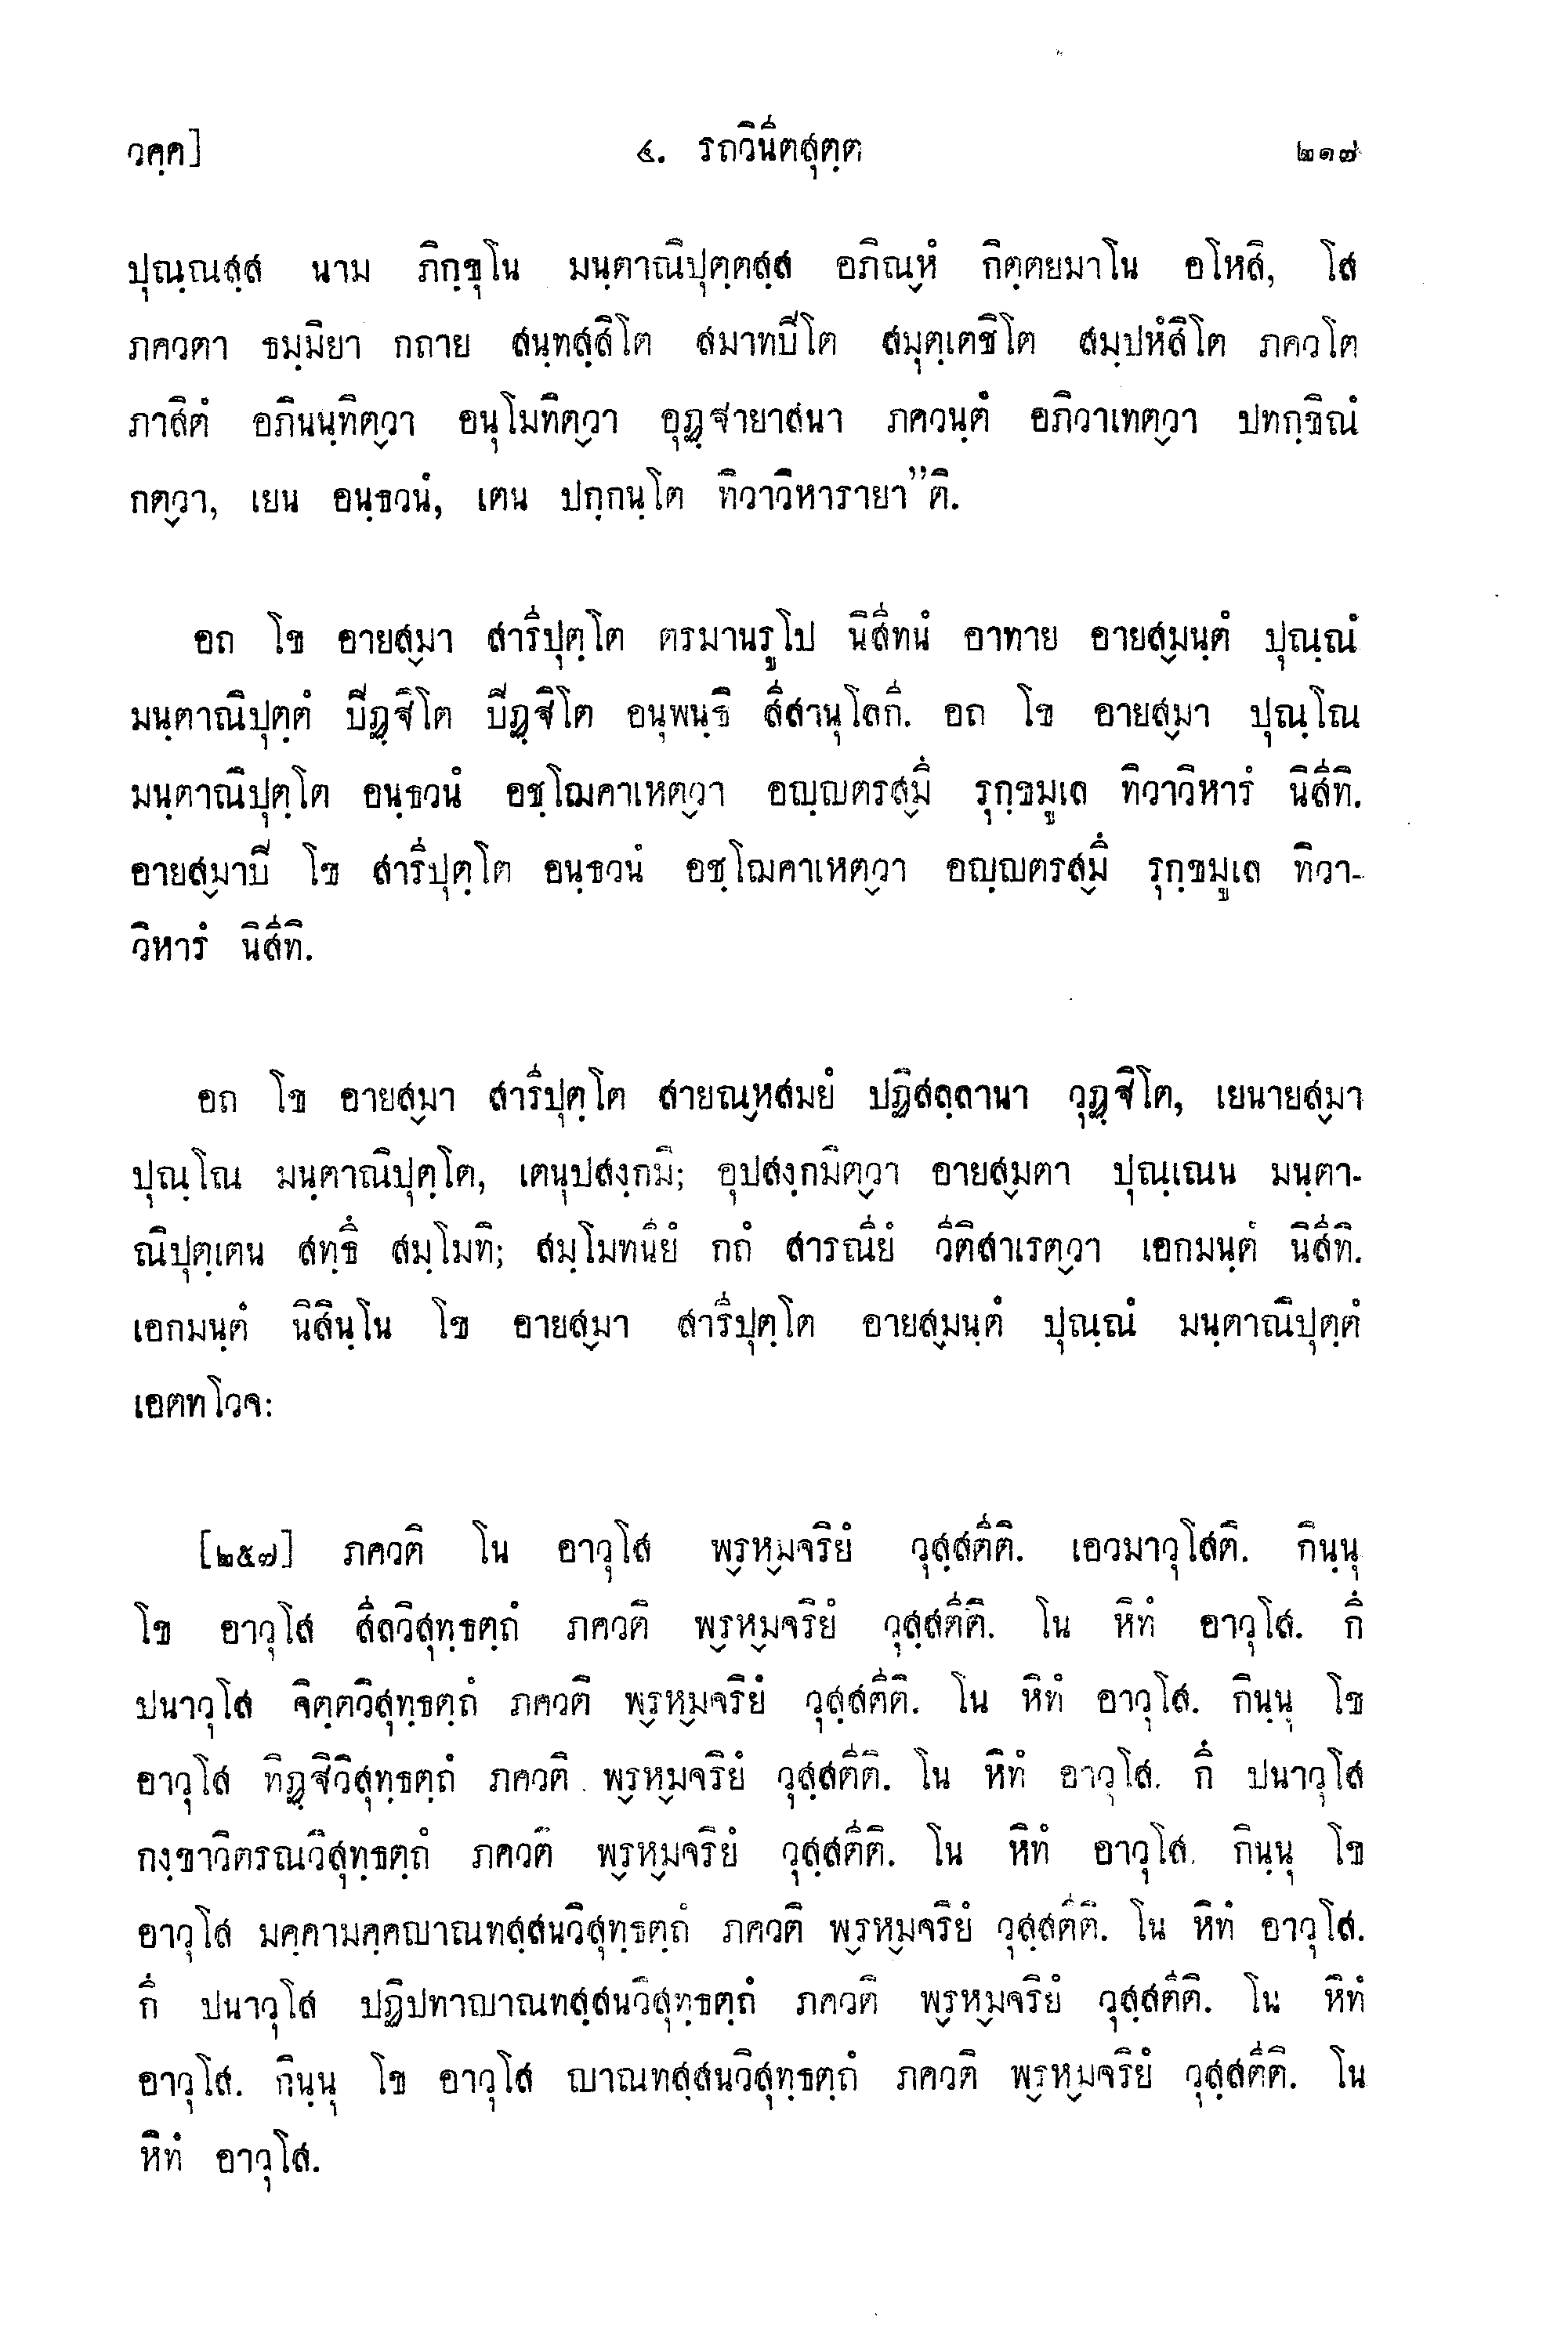 วคฺค]
๔. รถวินีตสุตฺต
๒๑๗
ปุณฺณสฺส นาม ภิกฺขุโน มนฺตาณิปุตฺตสฺส อภิณฺหํ กิตฺตยมาโน อโหสิ, โส
ภควตา ธมฺมิยา กถาย สนฺทสฺสิโต สมาทปิโต สมุตฺเตชิโต สมฺปหํสิโต ภควโต
ภาสิตํ อภินนฺทิตฺวา อนุโมทิตฺวา อุฏฺฐายาสนา ภควนฺตํ อภิวาเทตฺวา ปทกฺขิณํ
กตฺวา, เยน อนฺธวนํ, เตน ปกฺกนฺโต ทิวาวิหารายา”ติ.
อถ โข อายสฺมา สารีปุตฺโต ตรมานรูโป นิสีทนํ อาทาย อายสฺมนฺตํ ปุณฺณํ
มนฺตาณิปุตฺตํ ปิฏฺฐิโต ปิฏฺฐิโต อนุพนฺธิ สีสานุโลกี. อถ โข อายสฺมา ปุณฺโณ
มนฺตาณิปุตฺโต อนฺธวนํ อชฺโฌคาเหตฺวา อญฺญตรสฺมึ รุกฺขมูเล ทิวาวิหารํ นิสีทิ.
อายสฺมาปิ โข สารีปุตฺโต อนฺธวนํ อชฺโฌคาเหตฺวา อญฺญตรสฺมึ รุกฺขมูเล ทิวา-
วิหารํ นิสีทิ.
อถ โข อายสฺมา สารีปุตฺโต สายณฺหสมยํ ปฏิสลฺลานา วุฏฺฐิโต, เยนายสฺมา
ปุณฺโณ มนฺตาณิปุตฺโต, เตนุปสงฺกมิ; อุปสงฺกมิตฺวา อายสฺมตา ปุณฺเณน มนฺตา-
ณิปุตฺเตน สทฺธึ สมฺโมทิ; สมฺโมทนียํ กถํ สารณียํ วีติสาเรตฺวา เอกมนฺตํ นิสีทิ.
เอกมนฺตํ นิสินฺโน โข อายสฺมา สารีปุตฺโต อายสฺมนฺตํ ปุณฺณํ มนฺตาณิปุตฺตํ
เอตทโวจ:
[๒๕๗] ภควติ โน อาวุโส พฺรหฺมจริยํ วุสฺสตีติ. เอวมาวุโสติ. กินฺนุ
โข อาวุโส สีลวิสุทฺธตฺถํ ภควติ พฺรหฺมจริยํ วุสฺสตีติ. โน หิทํ อาวุโส. กึ
ปนาวุโส จิตฺตวิสุทฺธตฺถํ ภควติ พฺรหฺมจริยํ วุสฺสตีติ. โน หิทํ อาวุโส. กินฺนุ โข
อาวุโส ทิฏฺฐิวิสุทฺธตฺถํ ภควติ พฺรหฺมจริยํ วุสฺสตีติ. โน หิทํ อาวุโส. กึ ปนาวุโส
กงฺขาวิตรณวิสุทฺธตฺถํ ภควติ พฺรหฺมจริยํ วุสฺสตีติ. โน หิทํ อาวุโส. กินฺนุ โข
อาวุโส มคฺคามคฺคญาณทสฺสนวิสุทฺธตฺถํ ภควติ พฺรหฺมจริยํ วุสฺสตีติ. โน หิทํ อาวุโส.
กึ ปนาวุโส ปฏิปทาญาณทสฺสนวิสุทฺธตฺถํ ภควติ พฺรหฺมจริยํ วุสฺสตีติ. โน หิทํ
อาวุโส. กินฺนุ โข อาวุโส ญาณทสฺสนวิสุทฺธตฺถํ ภควติ พฺรหฺมจริยํ วุสฺสตีติ. โน
หิทํ อาวุโส.